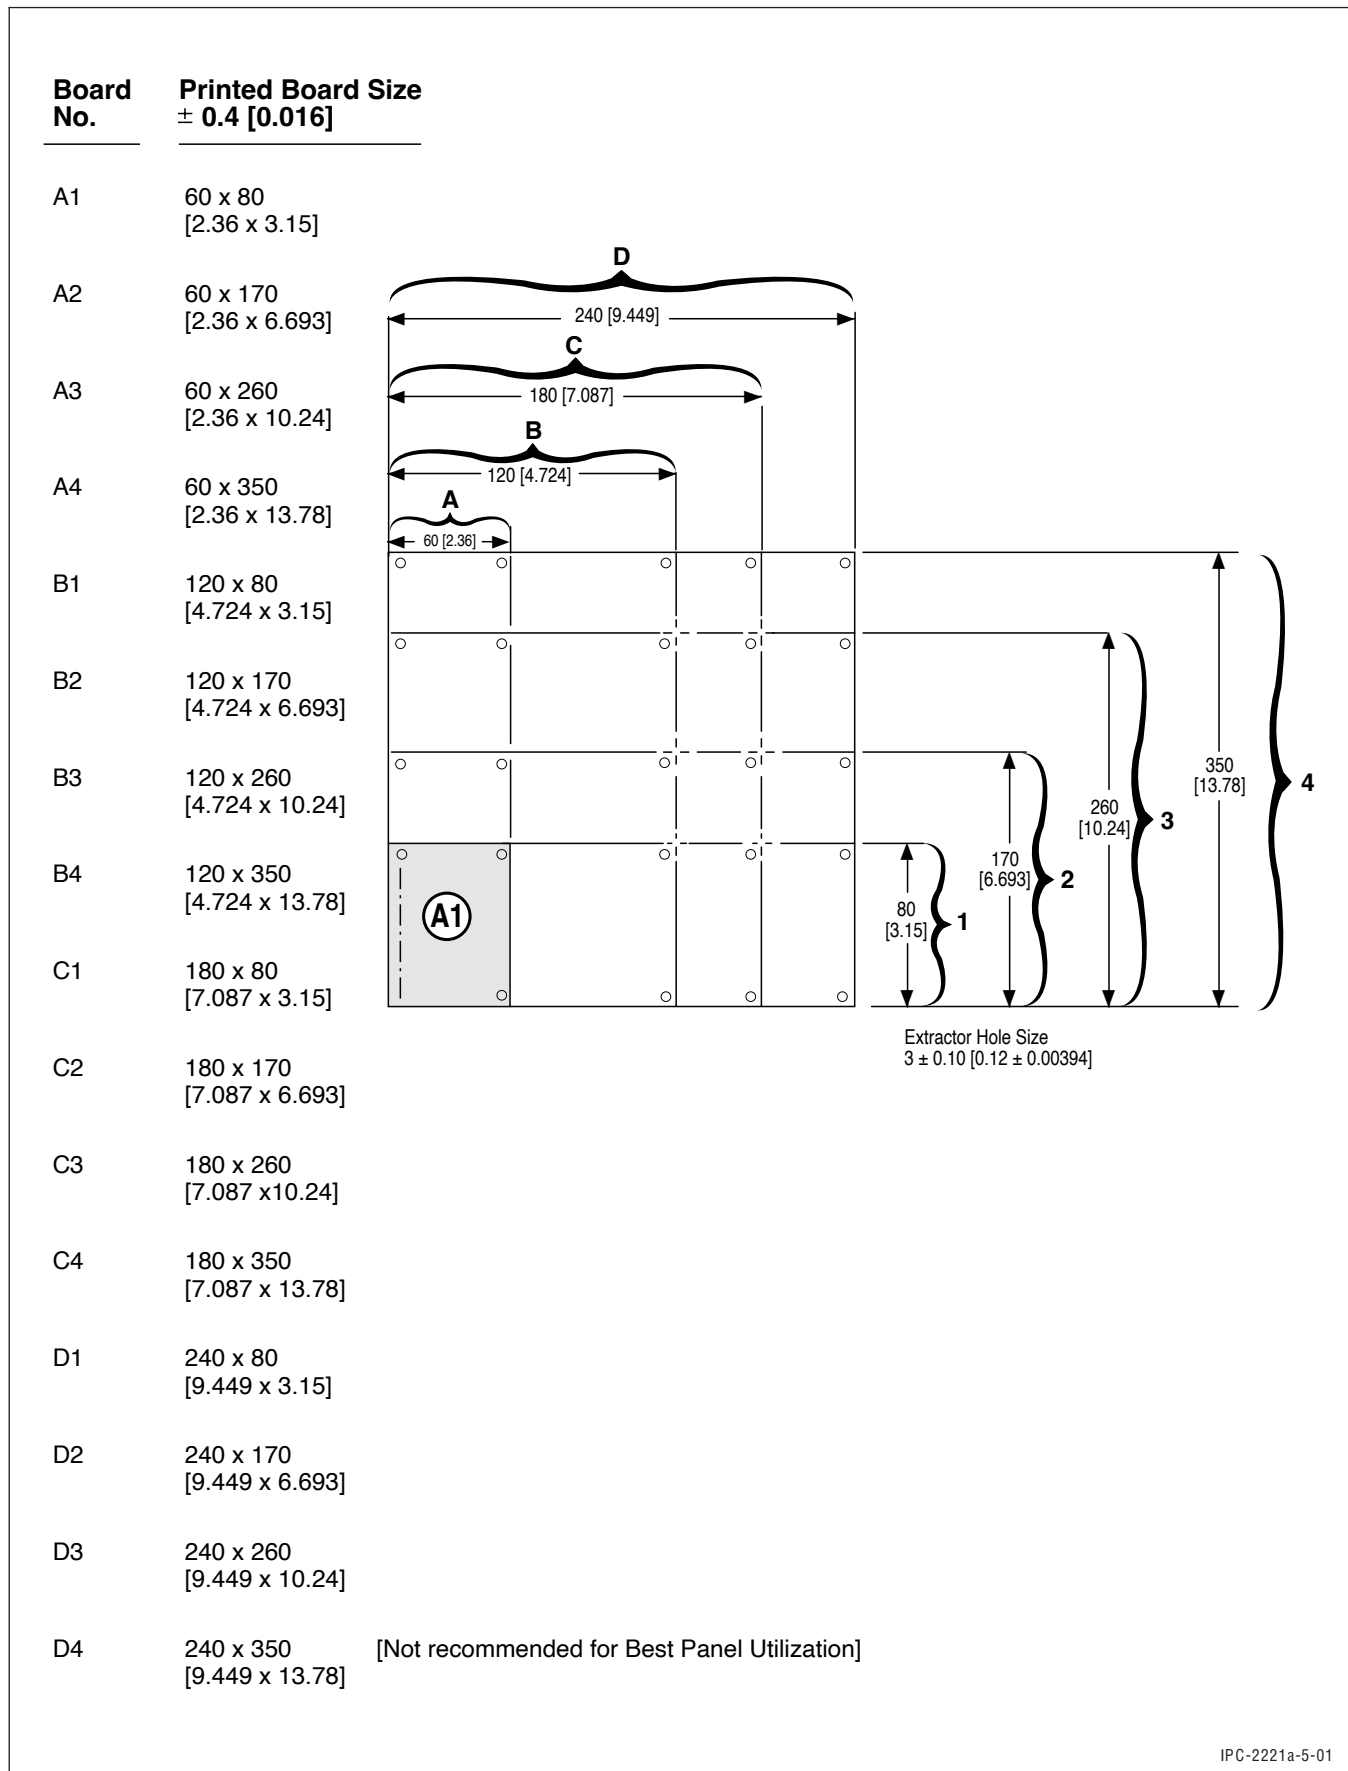 Board No.
Printed Board Size
± 0.4 [0.016]
A1
60 x 80
[2.36 x 3.15]
A2
60 x 170
[2.36 x 6.693]
A3
60 x 260
[2.36 x 10.24]
A4
60 x 350
[2.36 x 13.78]
B1
120 x 80
[4.724 x 3.15]
B2
120 x 170
[4.724 x 6.693]
B3
120 x 260
[4.724 x 10.24]
B4
120 x 350
[4.724 x 13.78]
C1
180 x 80
[7.087 x 3.15]
C2
180 x 170
[7.087 x 6.693]
C3
180 x 260
[7.087 x10.24]
C4
180 x 350
[7.087 x 13.78]
D1
240 x 80
[9.449 x 3.15]
D2
240 x 170
[9.449 x 6.693]
D3
240 x 260
[9.449 x 10.24]
D4
240 x 350
[9.449 x 13.78]
[Not recommended for Best Panel Utilization]
D
240 [9.449]
C
180 [7.087]
B
120 [4.724]
A
60 [2.36]
A1
80
[3.15]
1
170
[6.693]
2
260
[10.24]
3
350
[13.78]
4
Extractor Hole Size
3 ± 0.10 [0.12 ± 0.00394]
IPC-2221a-5-01